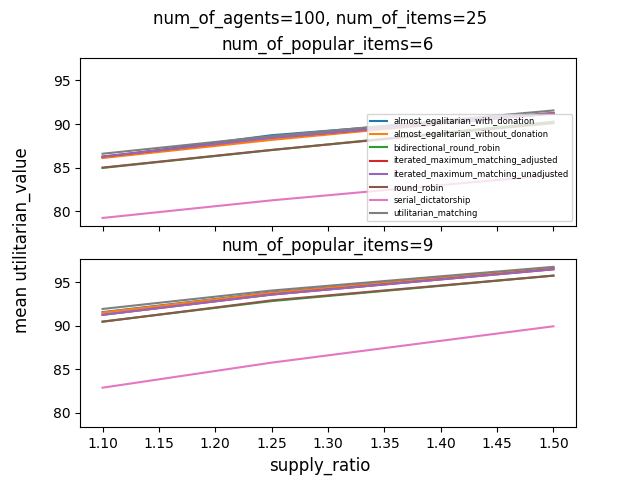 num_of_agents=100, num_of_items=25
num_of_popular_items=6
95
90
85
80
almost_egalitarian_with_donation
almost_egalitarian_without_donation
bidirectional_round_robin
iterated_maximum_matching_adjusted
iterated_maximum_matching_unadjusted
round_robin
serial_dictatorship
utilitarian_matching
mean utilitarian_value
num_of_popular_items=9
95
90
85
80
1.10 1.15 1.20 1.25 1.30 1.35 1.40 1.45 1.50
supply_ratio